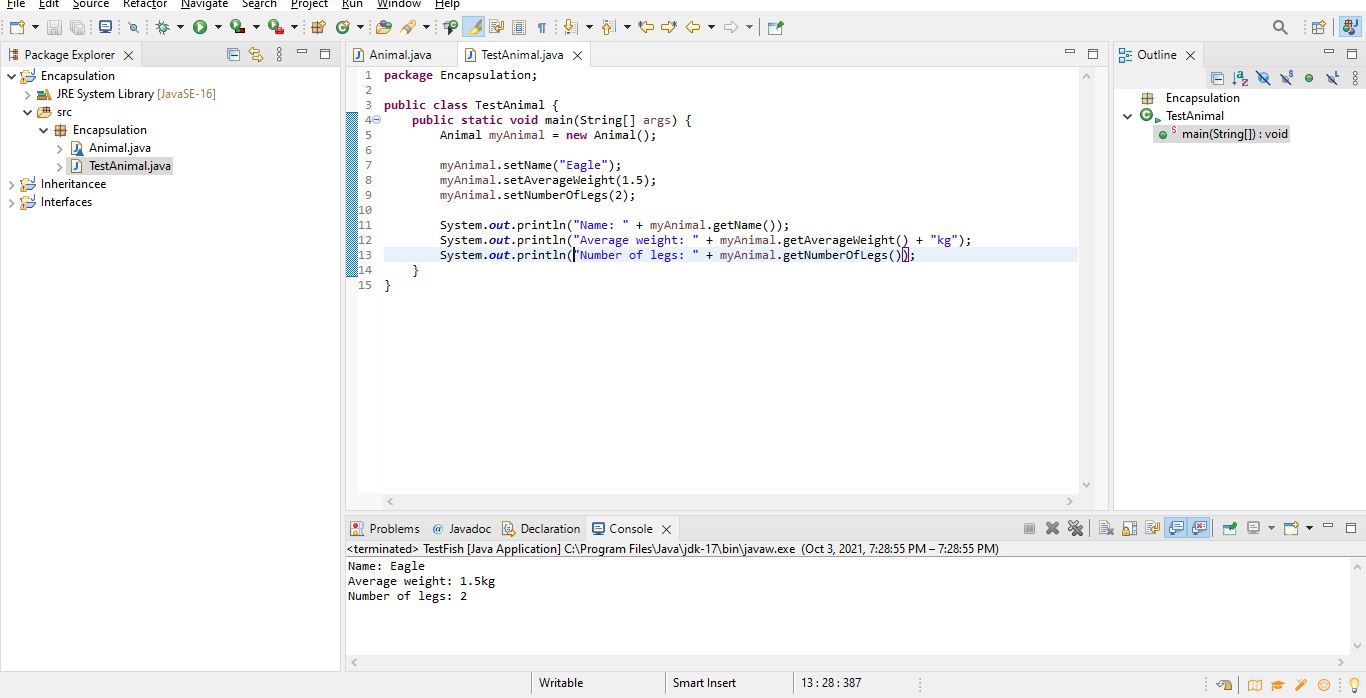 File Edit Source Refactor Navigate Search Project Run Window Help
Package Explorer
Encapsulation
JRE System Library [JavaSE-16]
src
Encapsulation
Animal.java
TestAnimal.java
Inheritancee
Interfaces
Animal.java TestAnimal.java
1 package Encapsulation;
2
3 public class TestAnimal {
4 public static void main(String[] args) {
5 Animal myAnimal = new Animal();
6
7 myAnimal.setName("Eagle");
8 myAnimal.setAverageWeight(1.5);
9 myAnimal.setNumberOfLegs(2);
10
11 System.out.println("Name: " + myAnimal.getName());
12 System.out.println("Average weight: " + myAnimal.getAverageWeight() + "kg");
13 System.out.println("Number of legs: " + myAnimal.getNumberOfLegs());
14 }
15 }
Outline
Encapsulation
TestAnimal
main(String[]) : void
Problems @ Javadoc Declaration Console
<terminated> TestFish [Java Application] C:\Program Files\Java\jdk-17\bin\javaw.exe (Oct 3, 2021, 7:28:55 PM – 7:28:55 PM)
Name: Eagle
Average weight: 1.5kg
Number of legs: 2
Writable Smart Insert 13 : 28 : 387